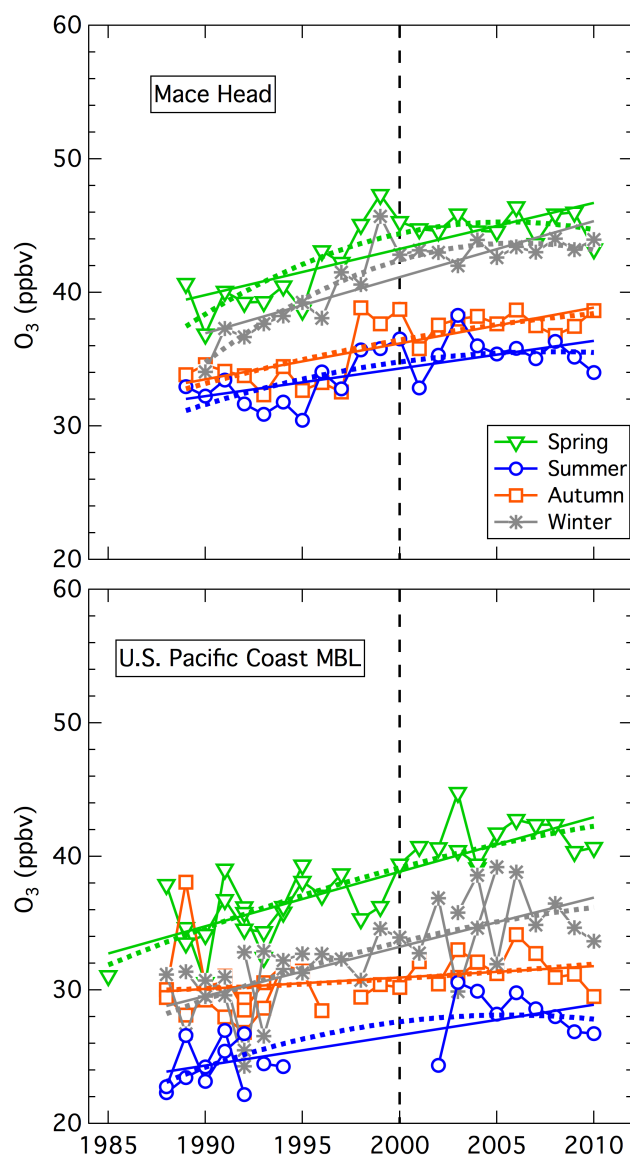 60
Mace Head
50
O3 (ppbv)
40
30
Spring
Summer
Autumn
Winter
20
60
U.S. Pacific Coast MBL
50
O3 (ppbv)
40
30
20
1985 1990 1995 2000 2005 2010